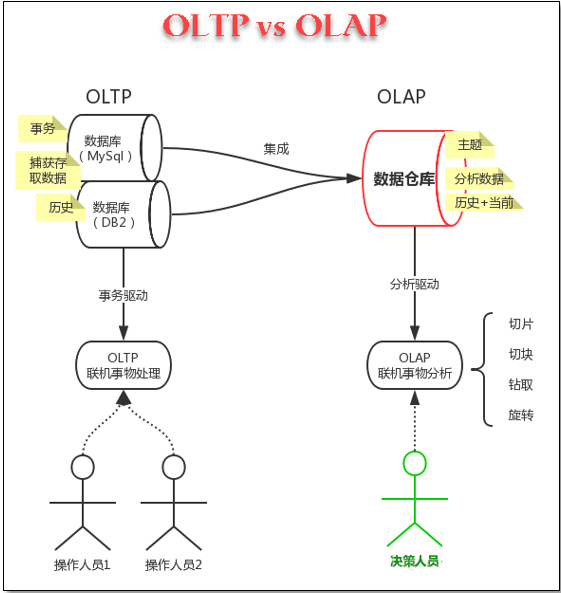 OLTP vs OLAP
OLTP
OLAP
事务
数据库
（MySql）
捕获存
取数据
历史
数据库
（DB2）
集成
数据仓库
主题
分析数据
历史+当前
事务驱动
分析驱动
OLTP
联机事物处理
OLAP
联机事物分析
切片
切块
钻取
旋转
操作人员1
操作人员2
决策人员